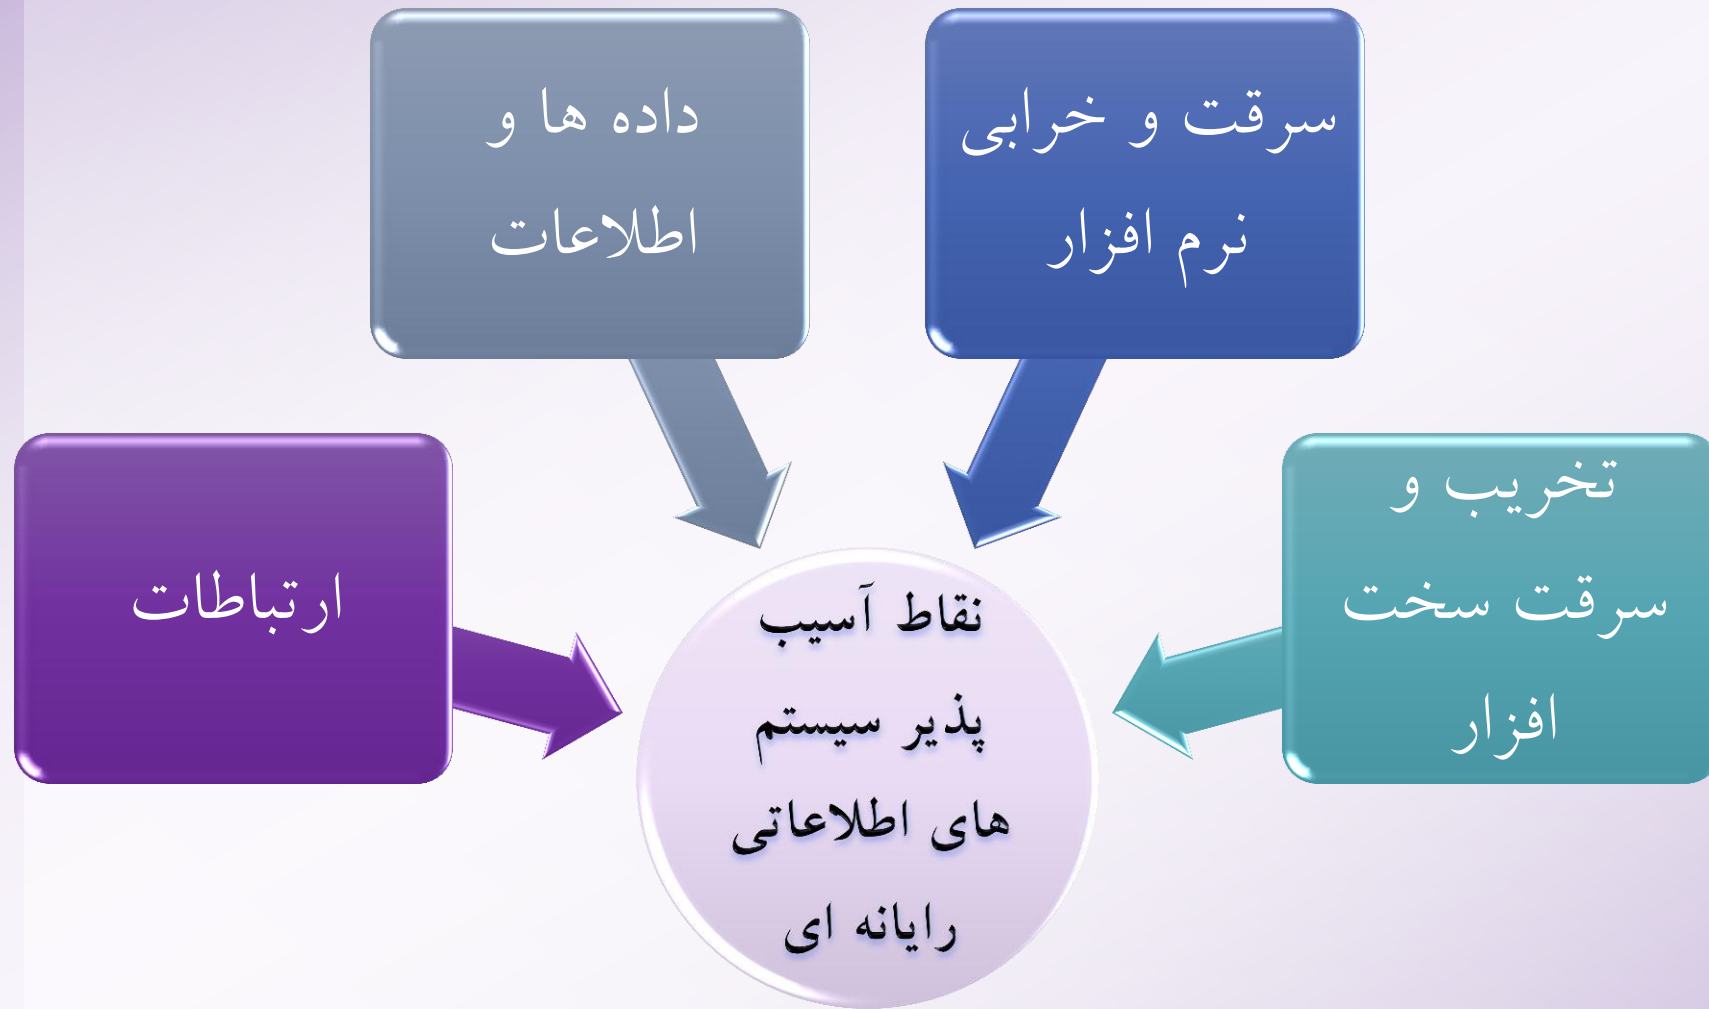 سرقت و خرابی
نرم افزار
داده ها و
اطلاعات
تخریب و
سرقت سخت
افزار
ارتباطات
نقاط آسیب
پذیر سیستم
های اطلاعاتی
رایانه ای